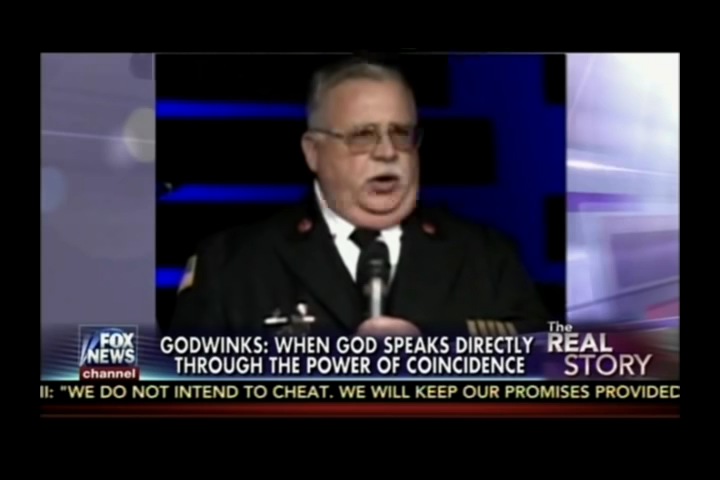 FOX
NEWS
channel
GODWINKS: WHEN GOD SPEAKS DIRECTLY
THROUGH THE POWER OF COINCIDENCE
The
REAL
STORY
II: "WE DO NOT INTEND TO CHEAT. WE WILL KEEP OUR PROMISES PROVIDED